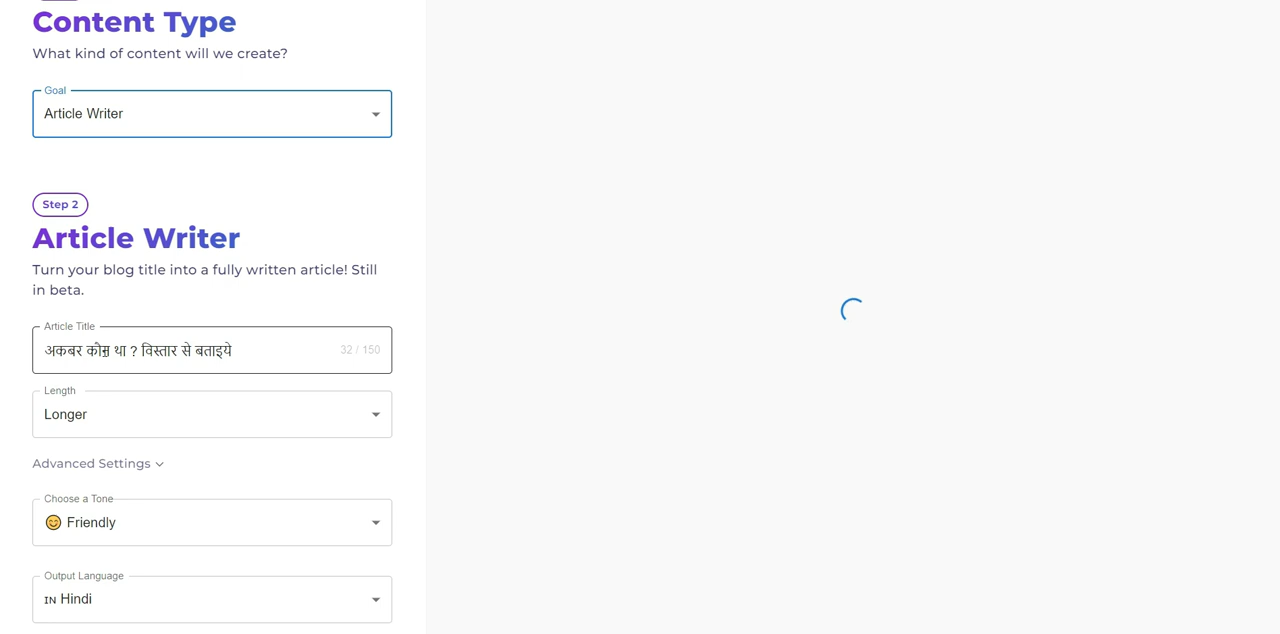 Content Type
What kind of content will we create?
Goal
Article Writer
Step 2
Article Writer
Turn your blog title into a fully written article! Still
in beta.
Article Title
अकबर कौन था ? विस्तार से बताइये
32 / 150
Length
Longer
Advanced Settings
Choose a Tone
Friendly
Output Language
IN Hindi